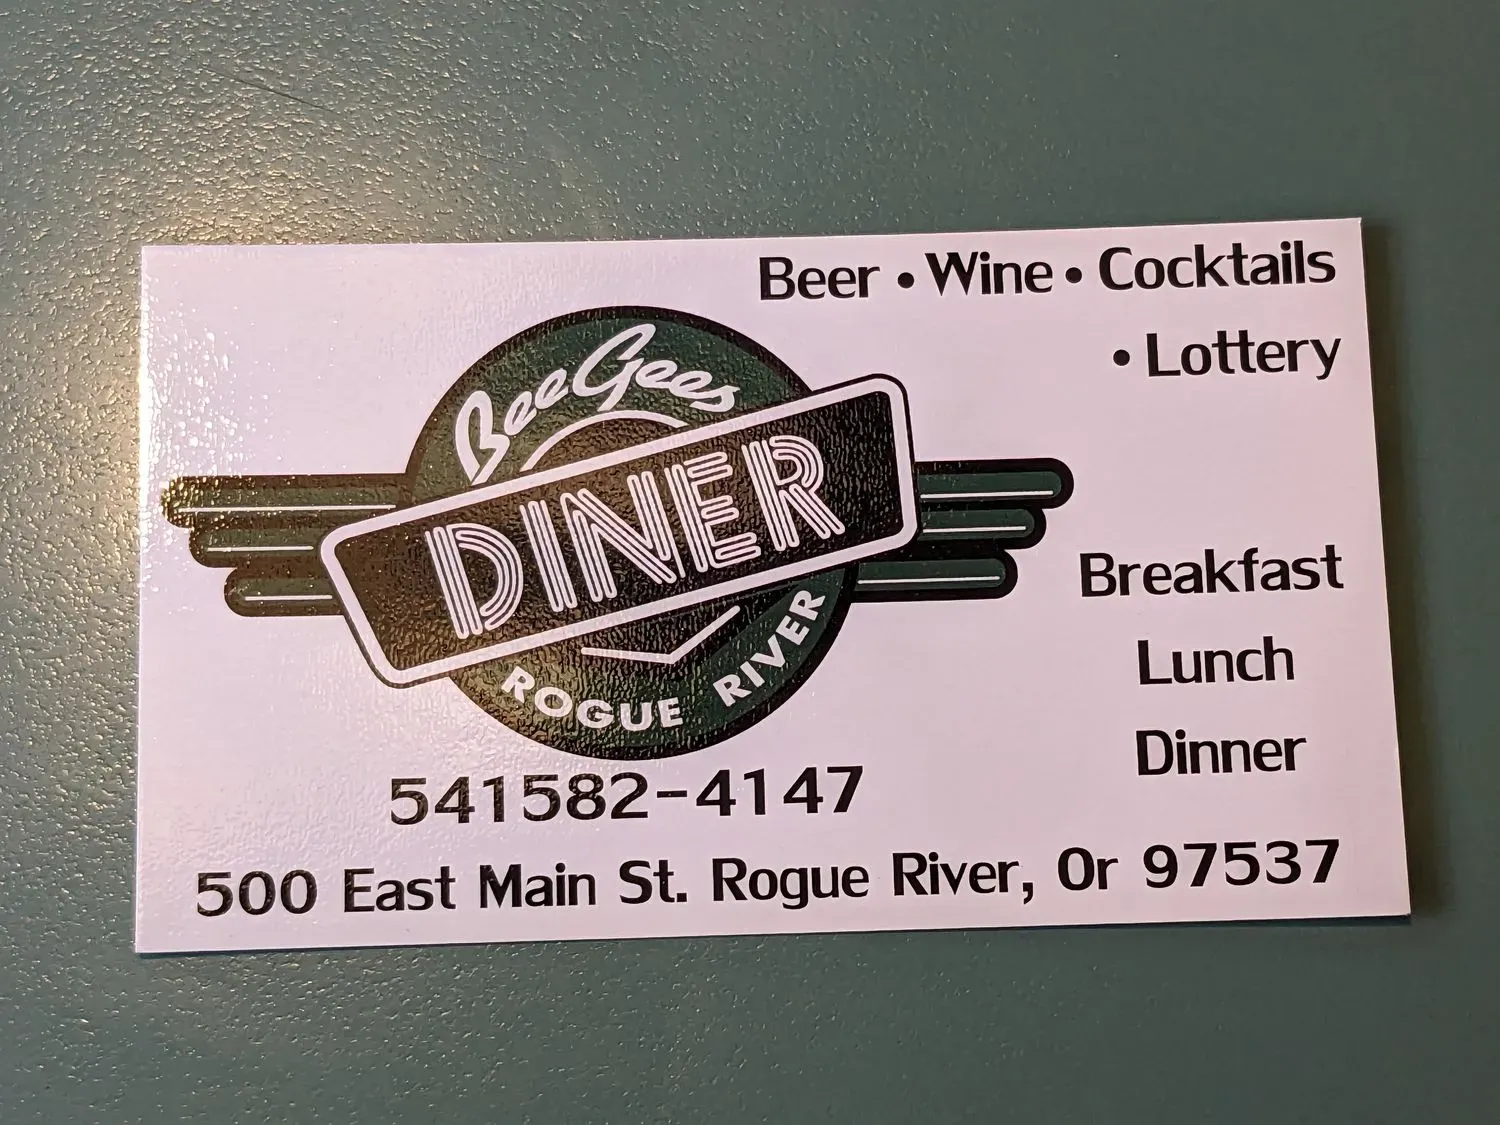 Beer • Wine • Cocktails
• Lottery
BeeGees
DINER
ROGUE RIVER
Breakfast
Lunch
Dinner
541582-4147
500 East Main St. Rogue River, Or 97537